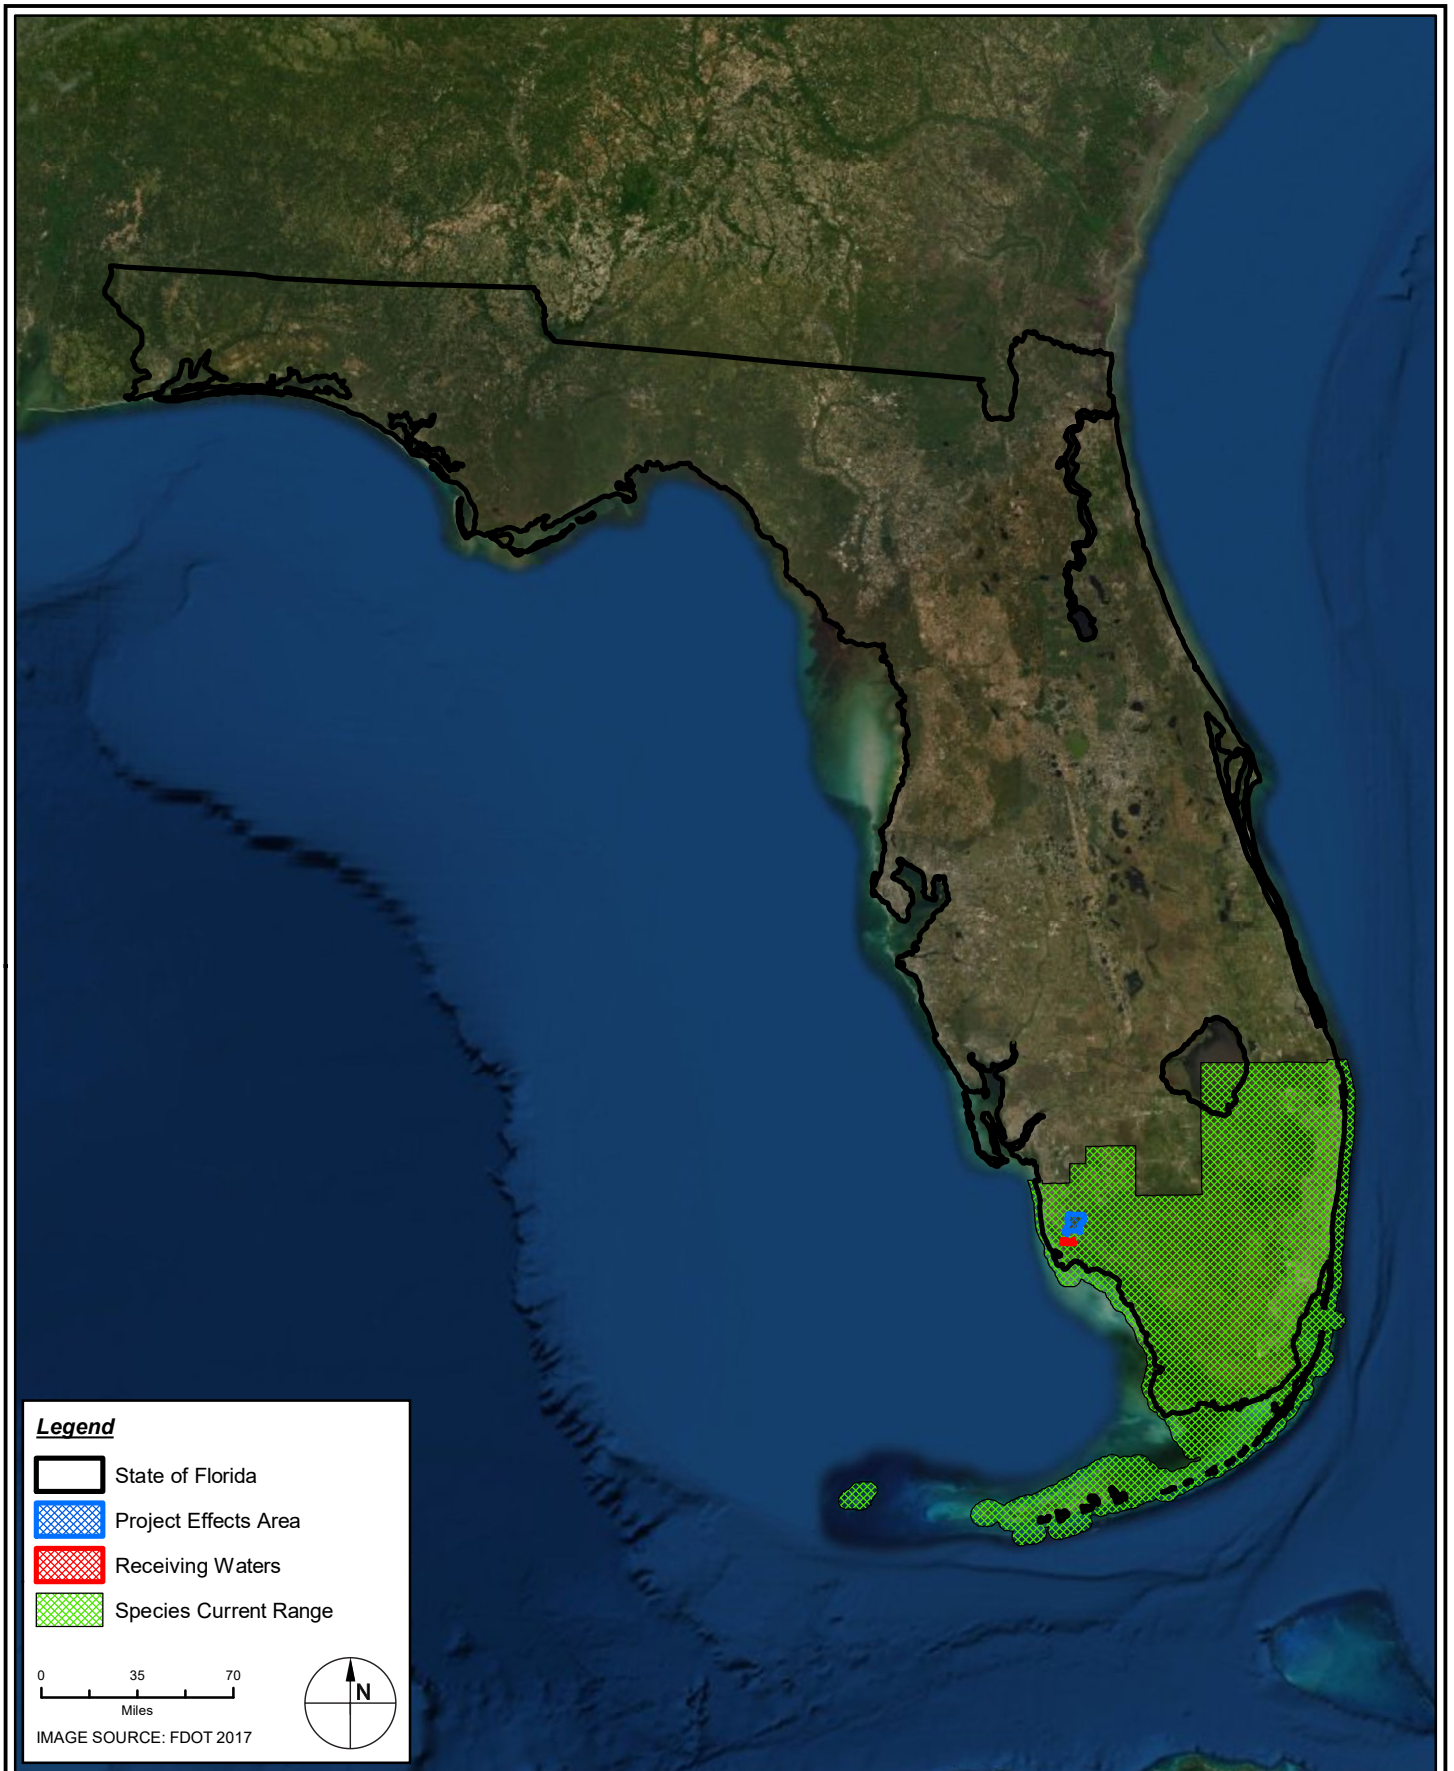 Legend
State of Florida
Project Effects Area
Receiving Waters
Species Current Range
0 35 70
Miles
N
IMAGE SOURCE: FDOT 2017